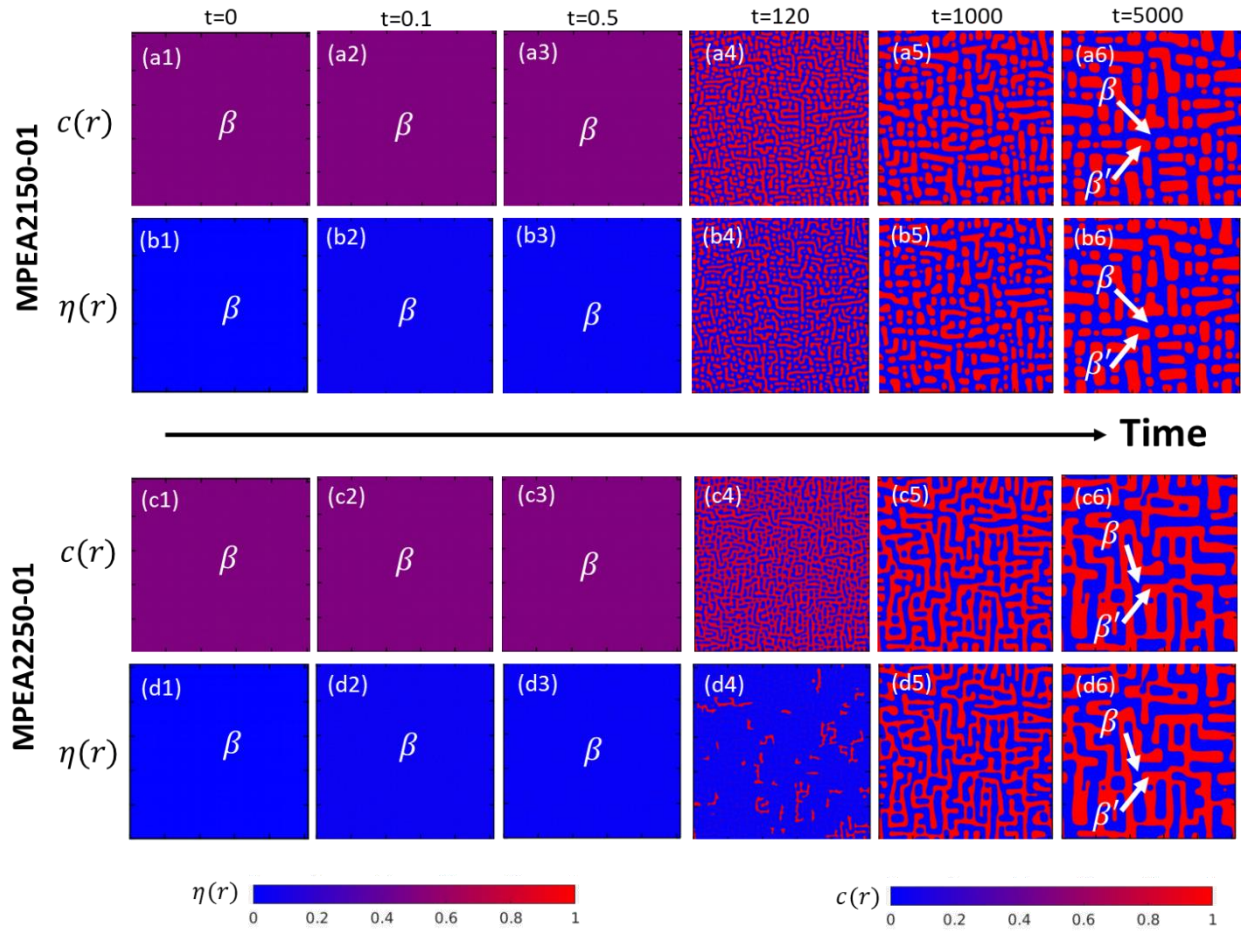 t=0 t=0.1 t=0.5 t=120 t=1000 t=5000
MPEA2150-01
c(r)
(a1) (a2) (a3) (a4) (a5) (a6)
β β β β
β′
η(r)
(b1) (b2) (b3) (b4) (b5) (b6)
β β β β
β′
Time
MPEA2250-01
c(r)
(c1) (c2) (c3) (c4) (c5) (c6)
β β β β
β′
η(r)
(d1) (d2) (d3) (d4) (d5) (d6)
β β β β
β′
η(r) c(r)
0 0.2 0.4 0.6 0.8 1 0 0.2 0.4 0.6 0.8 1